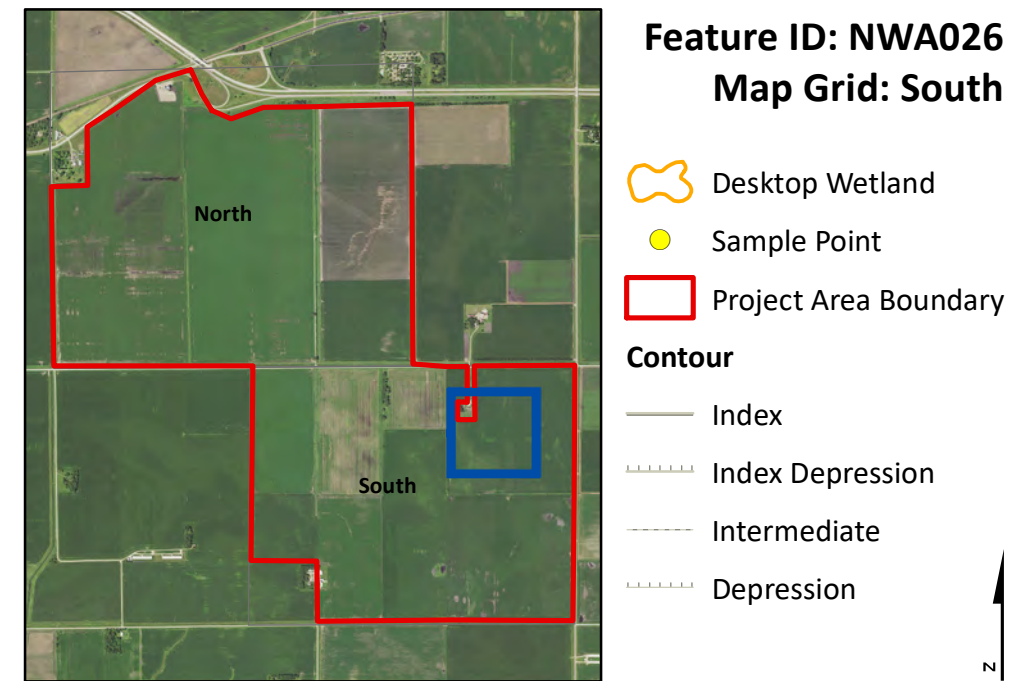 Feature ID: NWA026
Map Grid: South
North
South
Desktop Wetland
Sample Point
Project Area Boundary
Contour
Index
Index Depression
Intermediate
Depression
N